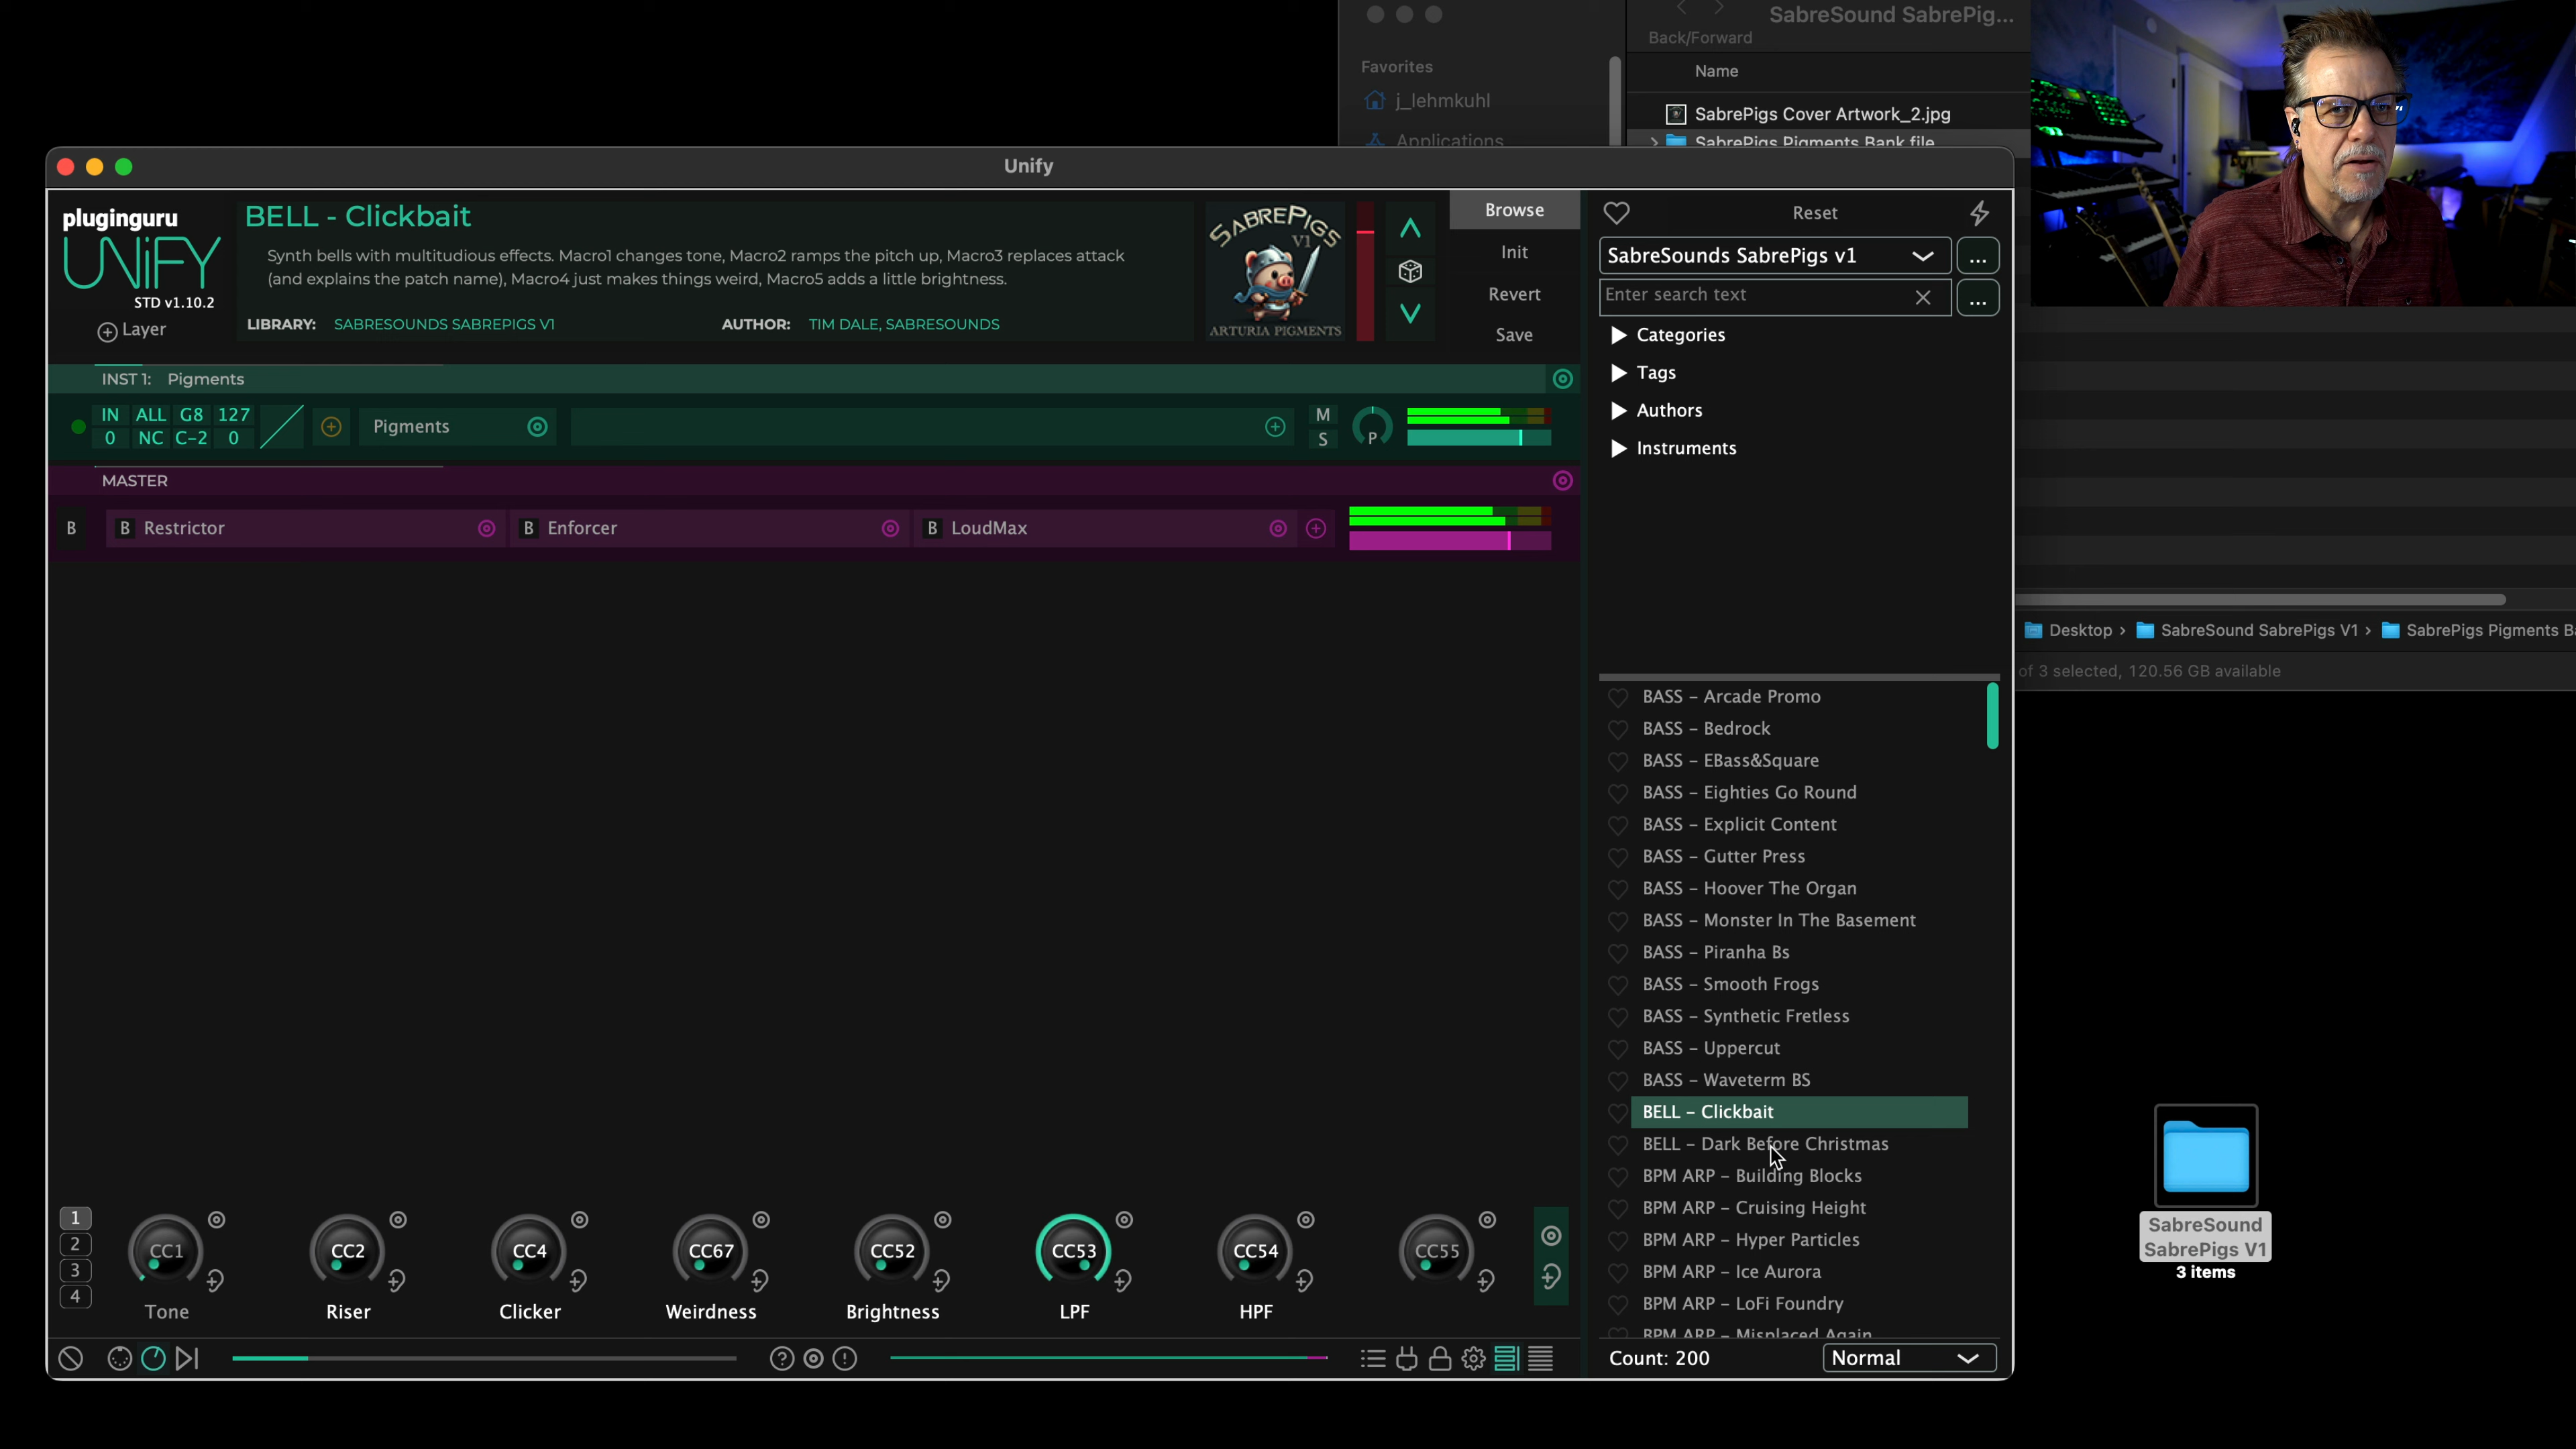 SabreSound SabrePig...
Back/Forward
Favorites
Name
j_lehmkuhl
SabrePigs Cover Artwork_2.jpg
Applications
SabrePigs Pigments Bank file
Unify
pluginguru
UNiFY
STD v1.10.2
Layer
BELL - Clickbait
Synth bells with multitudious effects. Macro1 changes tone, Macro2 ramps the pitch up, Macro3 replaces attack
(and explains the patch name), Macro4 just makes things weird, Macro5 adds a little brightness.
LIBRARY: SABRESOUNDS SABREPIGS V1
AUTHOR: TIM DALE, SABRESOUNDS
SABREPIGS
V1
ARTURIA PIGMENTS
Browse
Init
Revert
Save
Reset
SabreSounds SabrePigs v1
...
Enter search text
...
Categories
Tags
Authors
Instruments
INST 1: Pigments
IN ALL G8 127
0 NC C-2 0
Pigments
M
S
P
MASTER
B
B Restrictor
B Enforcer
B LoudMax
Desktop › SabreSound SabrePigs V1 › SabrePigs Pigments B
of 3 selected, 120.56 GB available
BASS – Arcade Promo
BASS – Bedrock
BASS – EBass&Square
BASS – Eighties Go Round
BASS – Explicit Content
BASS – Gutter Press
BASS – Hoover The Organ
BASS – Monster In The Basement
BASS – Piranha Bs
BASS – Smooth Frogs
BASS – Synthetic Fretless
BASS – Uppercut
BASS – Waveterm BS
BELL – Clickbait
BELL – Dark Before Christmas
BPM ARP – Building Blocks
BPM ARP – Cruising Height
BPM ARP – Hyper Particles
BPM ARP – Ice Aurora
BPM ARP – LoFi Foundry
BPM ARP – Misplaced Again
Count: 200
Normal
1
2
3
4
CC1
CC2
CC4
CC67
CC52
CC53
CC54
CC55
Tone
Riser
Clicker
Weirdness
Brightness
LPF
HPF
SabreSound
SabrePigs V1
3 items